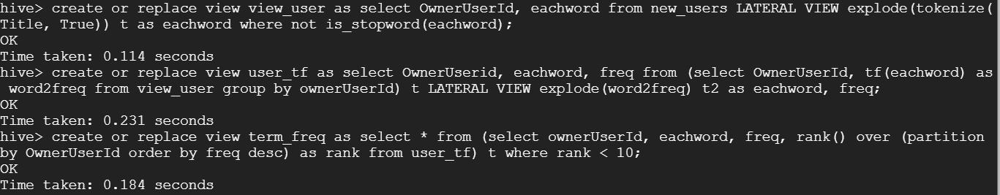 hive> create or replace view view_user as select OwnerUserId, eachword from new_users LATERAL VIEW explode(tokenize(
Title, True)) t as eachword where not is_stopword(eachword);
OK
Time taken: 0.114 seconds
hive> create or replace view user_tf as select OwnerUserid, eachword, freq from (select OwnerUserId, tf(eachword) as
 word2freq from view_user group by ownerUserId) t LATERAL VIEW explode(word2freq) t2 as eachword, freq;
OK
Time taken: 0.231 seconds
hive> create or replace view term_freq as select * from (select ownerUserId, eachword, freq, rank() over (partition
by OwnerUserId order by freq desc) as rank from user_tf) t where rank < 10;
OK
Time taken: 0.184 seconds